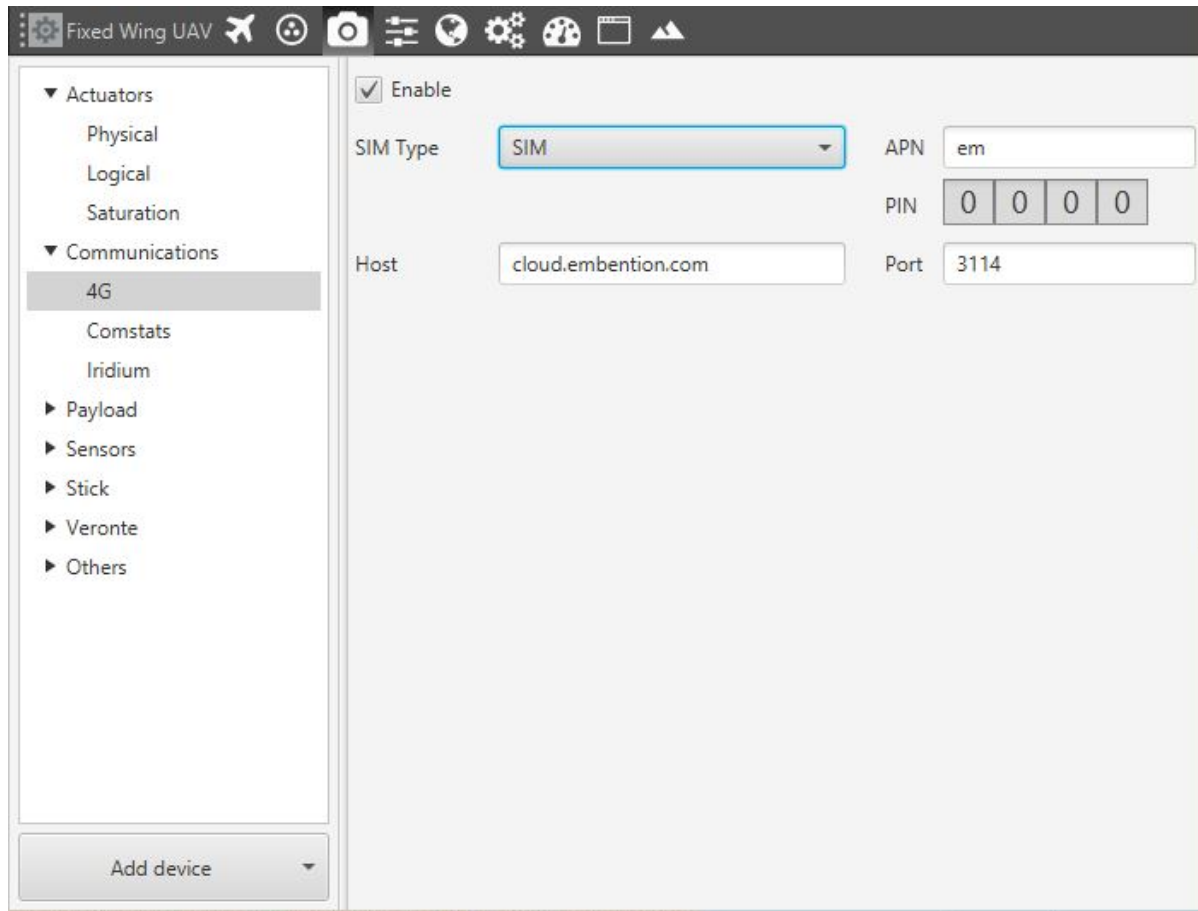 Fixed Wing UAV
Actuators
Physical
Logical
Saturation
Communications
4G
Comstats
Iridium
Payload
Sensors
Stick
Veronte
Others
Add device
Enable
SIM Type SIM APN em
PIN 0 0 0 0
Host cloud.embention.com Port 3114